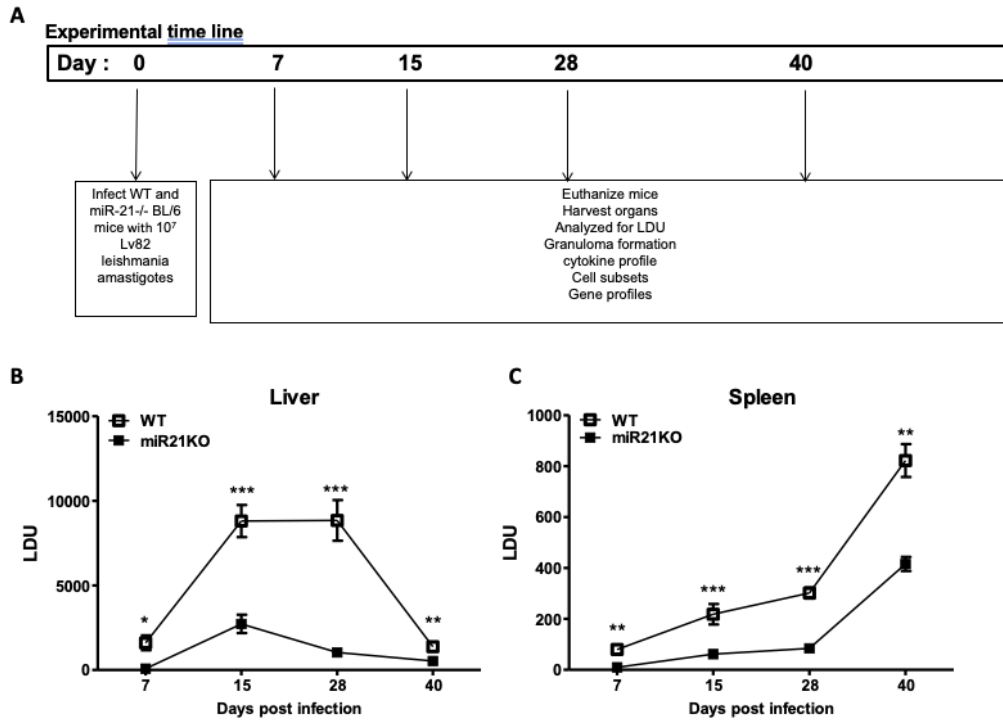 A
Experimental time line
Day : 0 7 15 28 40
Infect WT and
miR-21-/- BL/6
mice with 10⁷
Lv82
leishmania
amastigotes
Euthanize mice
Harvest organs
Analyzed for LDU
Granuloma formation
cytokine profile
Cell subsets
Gene profiles
B
Liver
WT
miR21KO
LDU
15000
10000
5000
0
*
***
***
**
7 15 28 40
Days post infection
C
Spleen
WT
miR21KO
LDU
1000
800
600
400
200
0
**
***
***
**
7 15 28 40
Days post infection